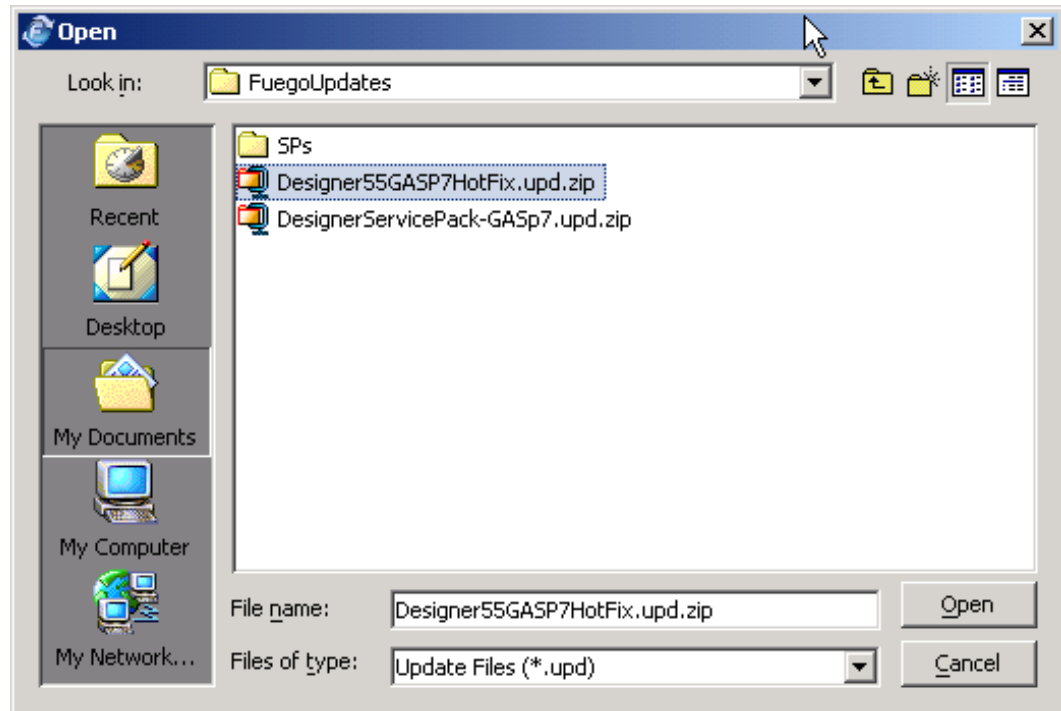 Open
Look in: FuegoUpdates
SPs
Designer55GASP7HotFix.upd.zip
DesignerServicePack-GASp7.upd.zip
Recent
Desktop
My Documents
My Computer
My Network...
File name: Designer55GASP7HotFix.upd.zip Open
Files of type: Update Files (*.upd) Cancel